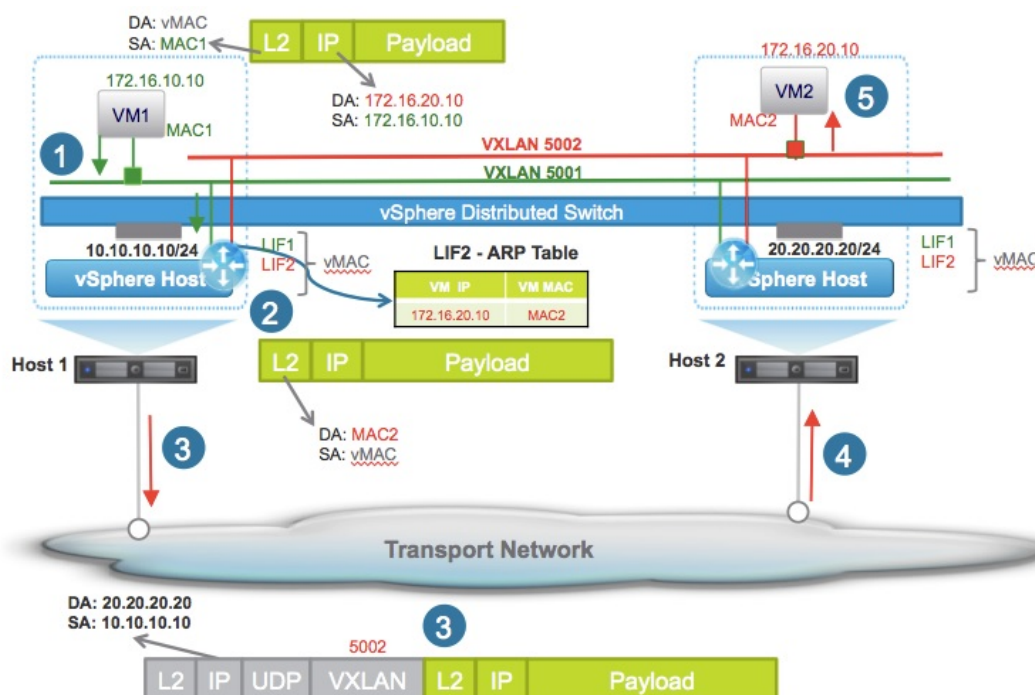 DA: vMAC
SA: MAC1
L2 IP Payload
172.16.10.10
VM1
MAC1
1
DA: 172.16.20.10
SA: 172.16.10.10
172.16.20.10
VM2
MAC2
5
VXLAN 5002
VXLAN 5001
vSphere Distributed Switch
10.10.10.10/24
vSphere Host
LIF1
LIF2
vMAC
LIF2 - ARP Table
VM IP VM MAC
172.16.20.10 MAC2
20.20.20.20/24
Sphere Host
LIF1
LIF2
vMAC
2
Host 1
L2 IP Payload
Host 2
DA: MAC2
SA: vMAC
3
4
Transport Network
DA: 20.20.20.20
SA: 10.10.10.10
3
5002
L2 IP UDP VXLAN L2 IP Payload